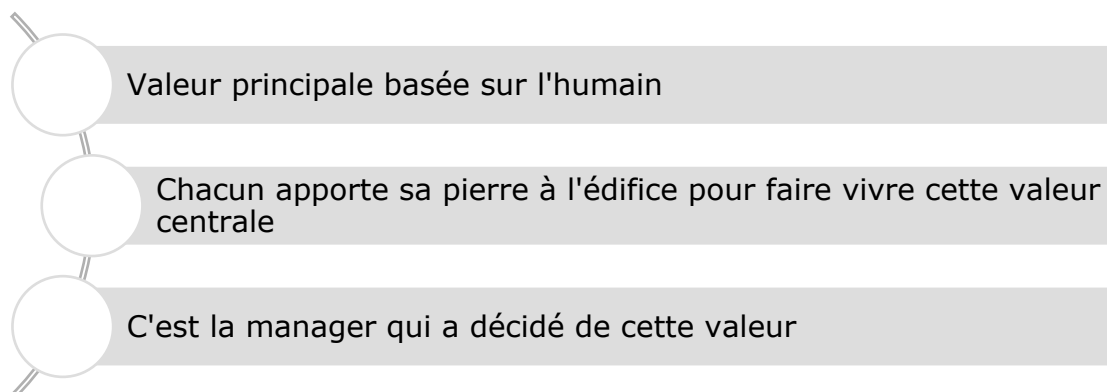 Valeur principale basée sur l'humain
Chacun apporte sa pierre à l'édifice pour faire vivre cette valeur
centrale
C'est la manager qui a décidé de cette valeur